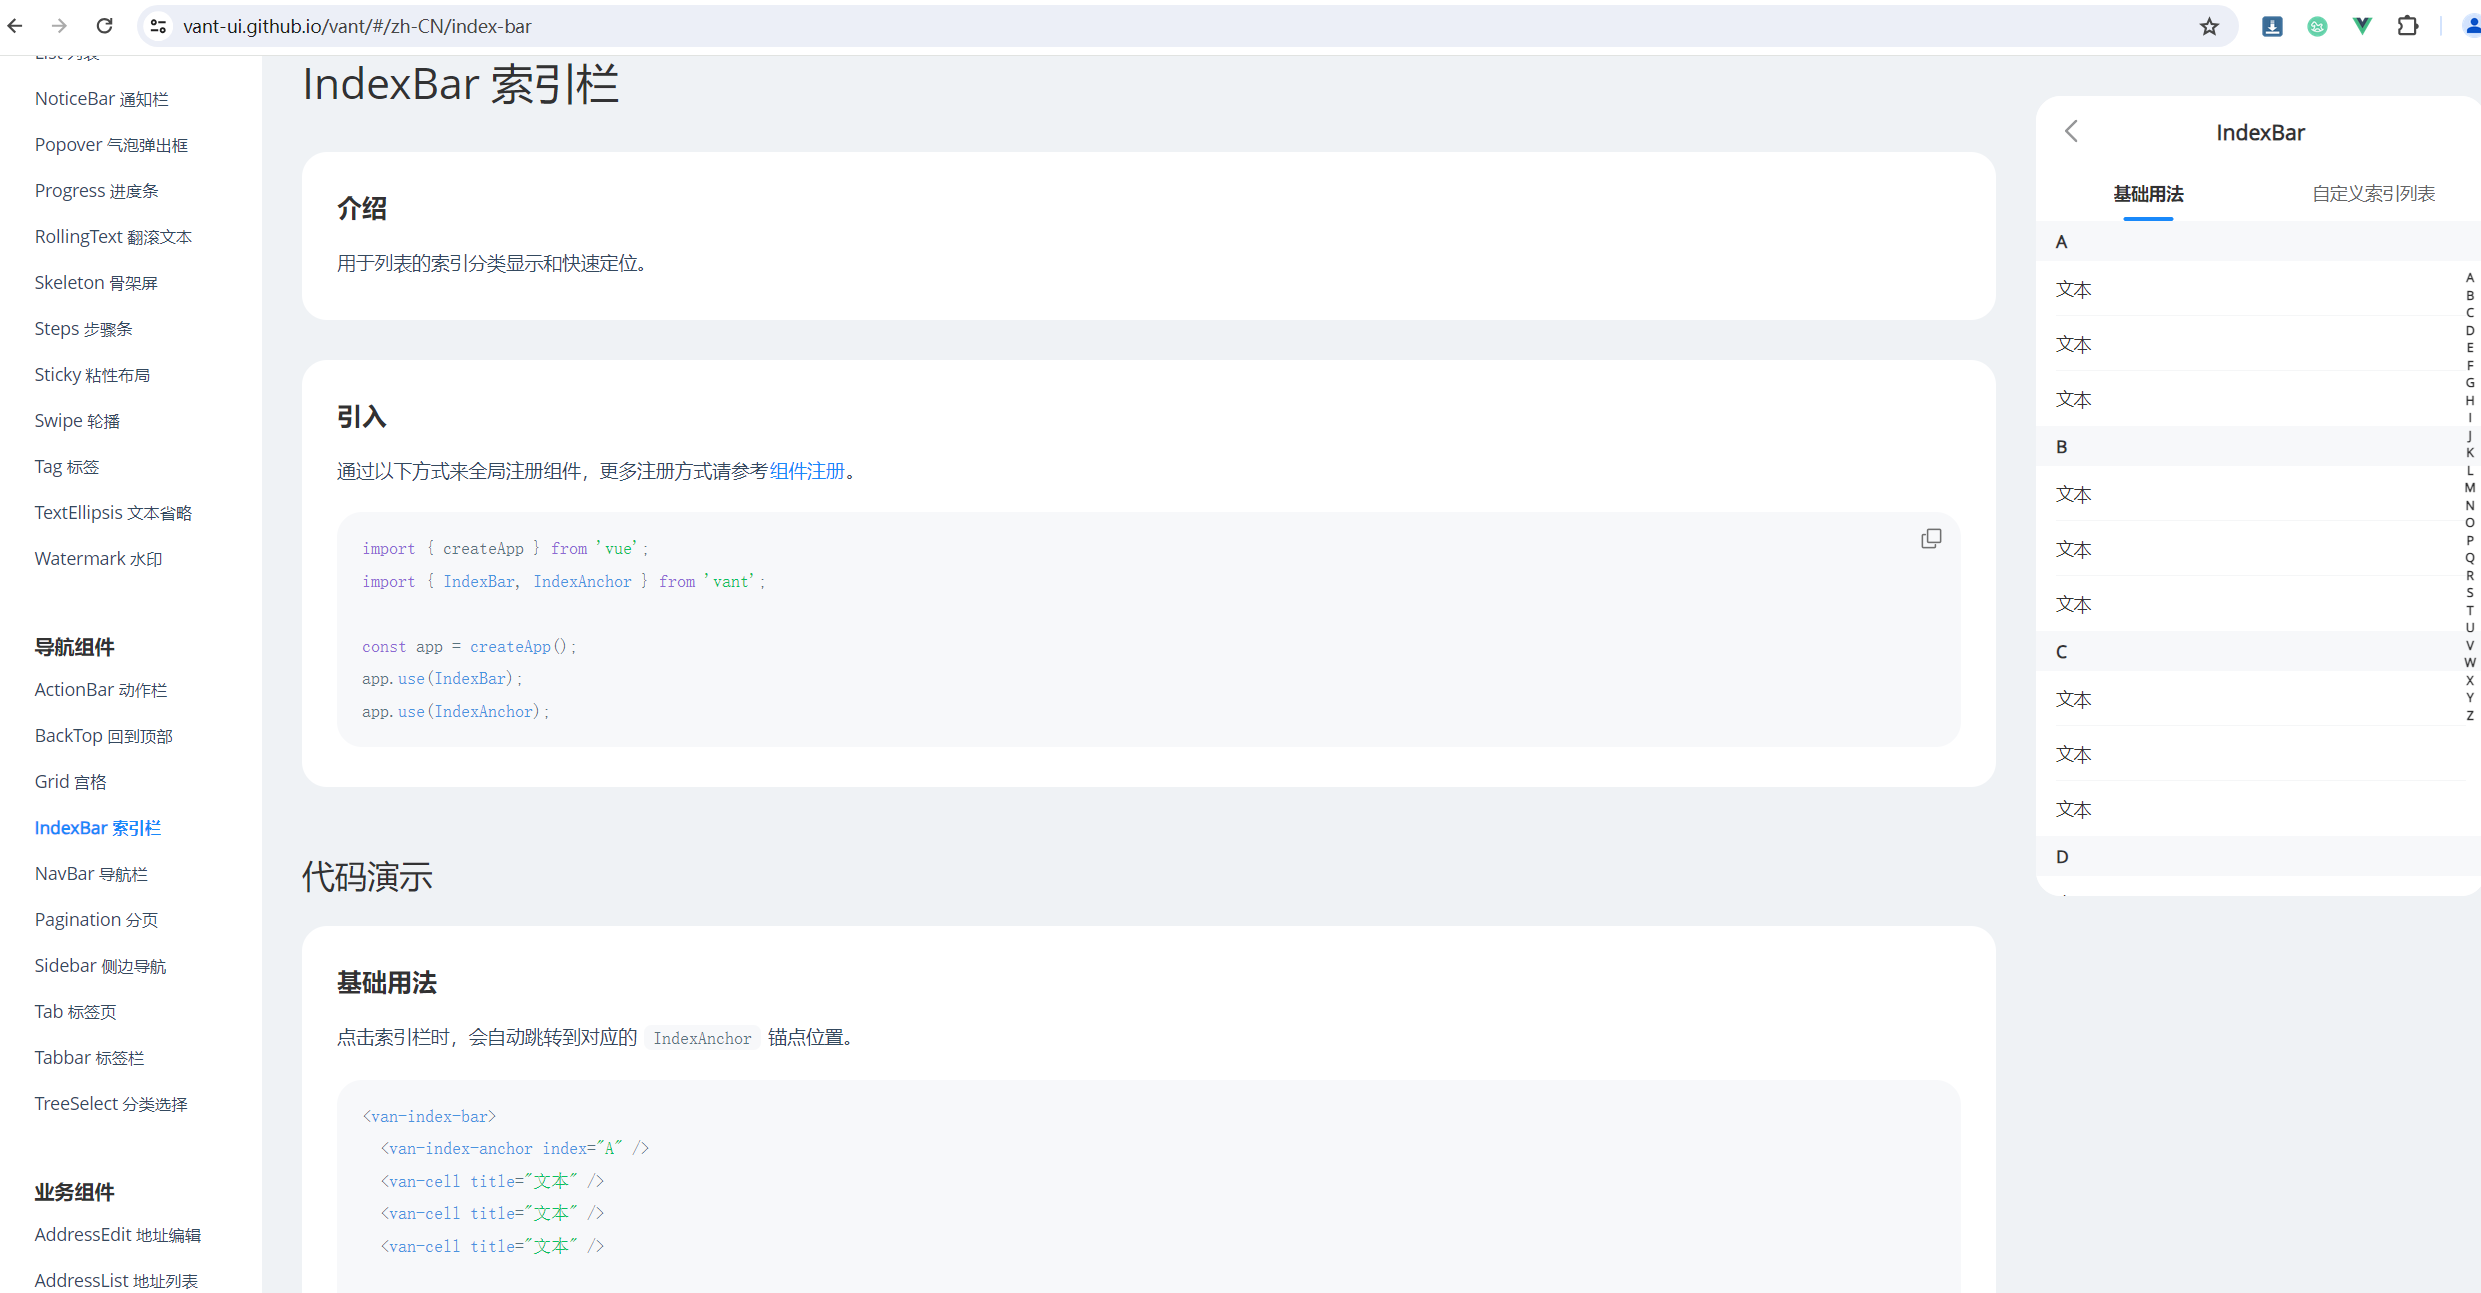 vant-ui.github.io/vant/#/zh-CN/index-bar
List 列表
NoticeBar 通知栏
Popover 气泡弹出框
Progress 进度条
RollingText 翻滚文本
Skeleton 骨架屏
Steps 步骤条
Sticky 粘性布局
Swipe 轮播
Tag 标签
TextEllipsis 文本省略
Watermark 水印
导航组件
ActionBar 动作栏
BackTop 回到顶部
Grid 宫格
IndexBar 索引栏
NavBar 导航栏
Pagination 分页
Sidebar 侧边导航
Tab 标签页
Tabbar 标签栏
TreeSelect 分类选择
业务组件
AddressEdit 地址编辑
AddressList 地址列表
IndexBar 索引栏
介绍
用于列表的索引分类显示和快速定位。
引入
通过以下方式来全局注册组件，更多注册方式请参考组件注册。
import { createApp } from 'vue';
import { IndexBar, IndexAnchor } from 'vant';
const app = createApp();
app.use(IndexBar);
app.use(IndexAnchor);
代码演示
基础用法
点击索引栏时，会自动跳转到对应的 IndexAnchor 锚点位置。
<van-index-bar>
<van-index-anchor index="A" />
<van-cell title="文本" />
<van-cell title="文本" />
<van-cell title="文本" />
IndexBar
基础用法 自定义索引列表
A
文本
文本
文本
B
文本
文本
文本
C
文本
文本
文本
D
A
B
C
D
E
F
G
H
I
J
K
L
M
N
O
P
Q
R
S
T
U
V
W
X
Y
Z